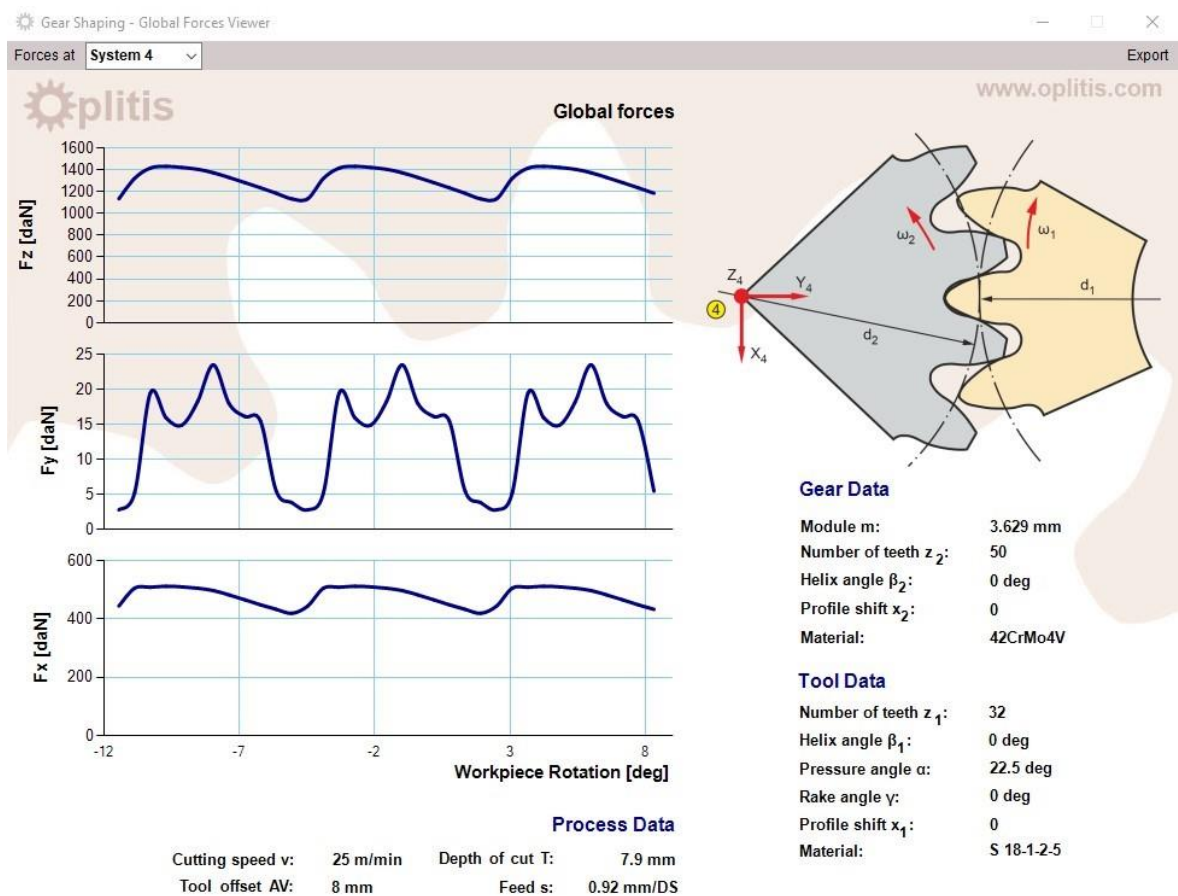 Gear Shaping - Global Forces Viewer
Forces at System 4 Export
Oplitis www.oplitis.com
Global forces
Fz [daN]
1600
1400
1200
1000
800
600
400
200
0
Fy [daN]
25
20
15
10
5
0
Fx [daN]
600
400
200
0
-12 -7 -2 3 8
Workpiece Rotation [deg]
ω2 ω1
Z4 Y4 d1
4
d2
X4
Gear Data
Module m: 3.629 mm
Number of teeth z2: 50
Helix angle β2: 0 deg
Profile shift x2: 0
Material: 42CrMo4V
Tool Data
Number of teeth z1: 32
Helix angle β1: 0 deg
Pressure angle α: 22.5 deg
Rake angle γ: 0 deg
Profile shift x1: 0
Material: S 18-1-2-5
Process Data
Cutting speed v: 25 m/min Depth of cut T: 7.9 mm
Tool offset AV: 8 mm Feed s: 0.92 mm/DS